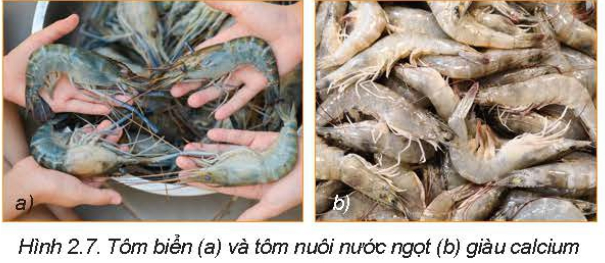 a)
b)
Hình 2.7. Tôm biển (a) và tôm nuôi nước ngọt (b) giàu calcium